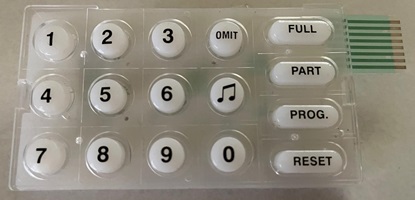 1 2 3 OMIT FULL
4 5 6 ♫ PART
PROG.
7 8 9 0 RESET